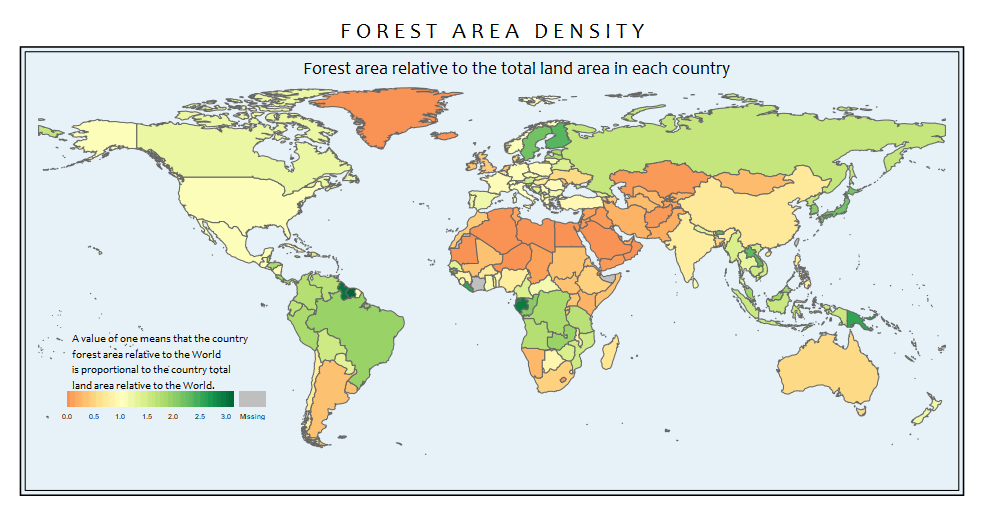 FOREST AREA DENSITY
Forest area relative to the total land area in each country
A value of one means that the country
forest area relative to the World
is proportional to the country total
land area relative to the World.
0.0 0.5 1.0 1.5 2.0 2.5 3.0 Missing